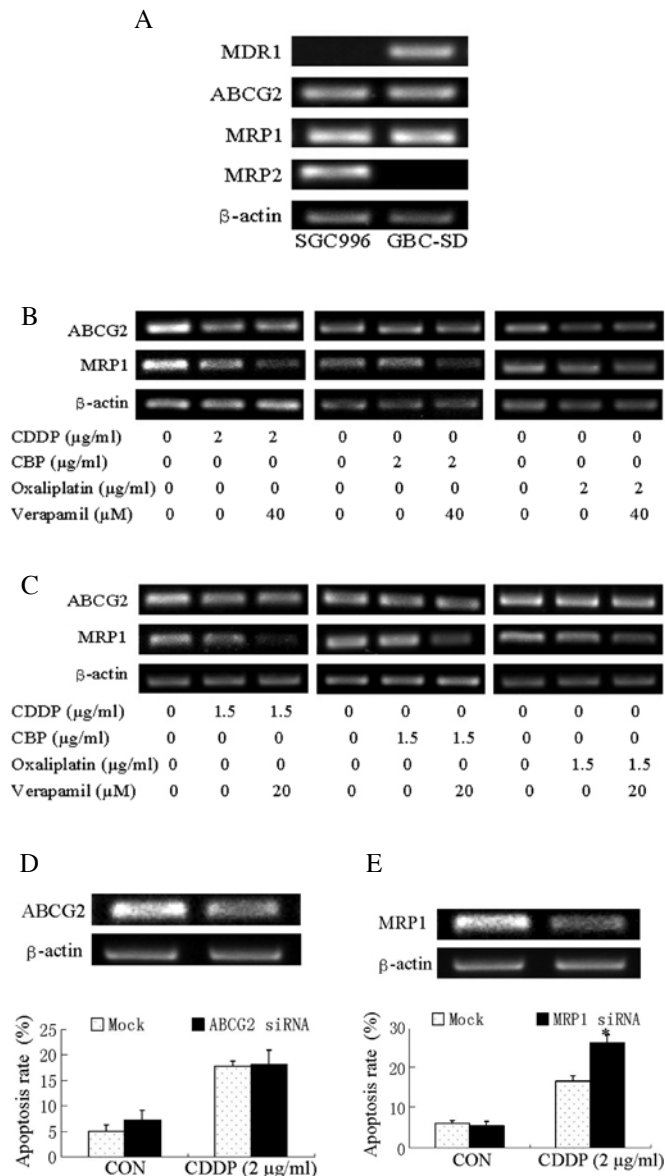 A
MDR1
ABCG2
MRP1
MRP2
β-actin
SGC996 GBC-SD
B
ABCG2
MRP1
β-actin
CDDP (µg/ml) 0 2 2 0 0 0 0 0 0
CBP (µg/ml) 0 0 0 0 2 2 0 0 0
Oxaliplatin (µg/ml) 0 0 0 0 0 0 0 2 2
Verapamil (µM) 0 0 40 0 0 40 0 0 40
C
ABCG2
MRP1
β-actin
CDDP (µg/ml) 0 1.5 1.5 0 0 0 0 0 0
CBP (µg/ml) 0 0 0 0 1.5 1.5 0 0 0
Oxaliplatin (µg/ml) 0 0 0 0 0 0 0 1.5 1.5
Verapamil (µM) 0 0 20 0 0 20 0 0 20
D
ABCG2
β-actin
Mock ABCG2 siRNA
Apoptosis rate (%)
25
20
15
10
5
0
CON CDDP (2 µg/ml)
E
MRP1
β-actin
Mock MRP1 siRNA
Apoptosis rate (%)
30
20
10
0
*
CON CDDP (2 µg/ml)